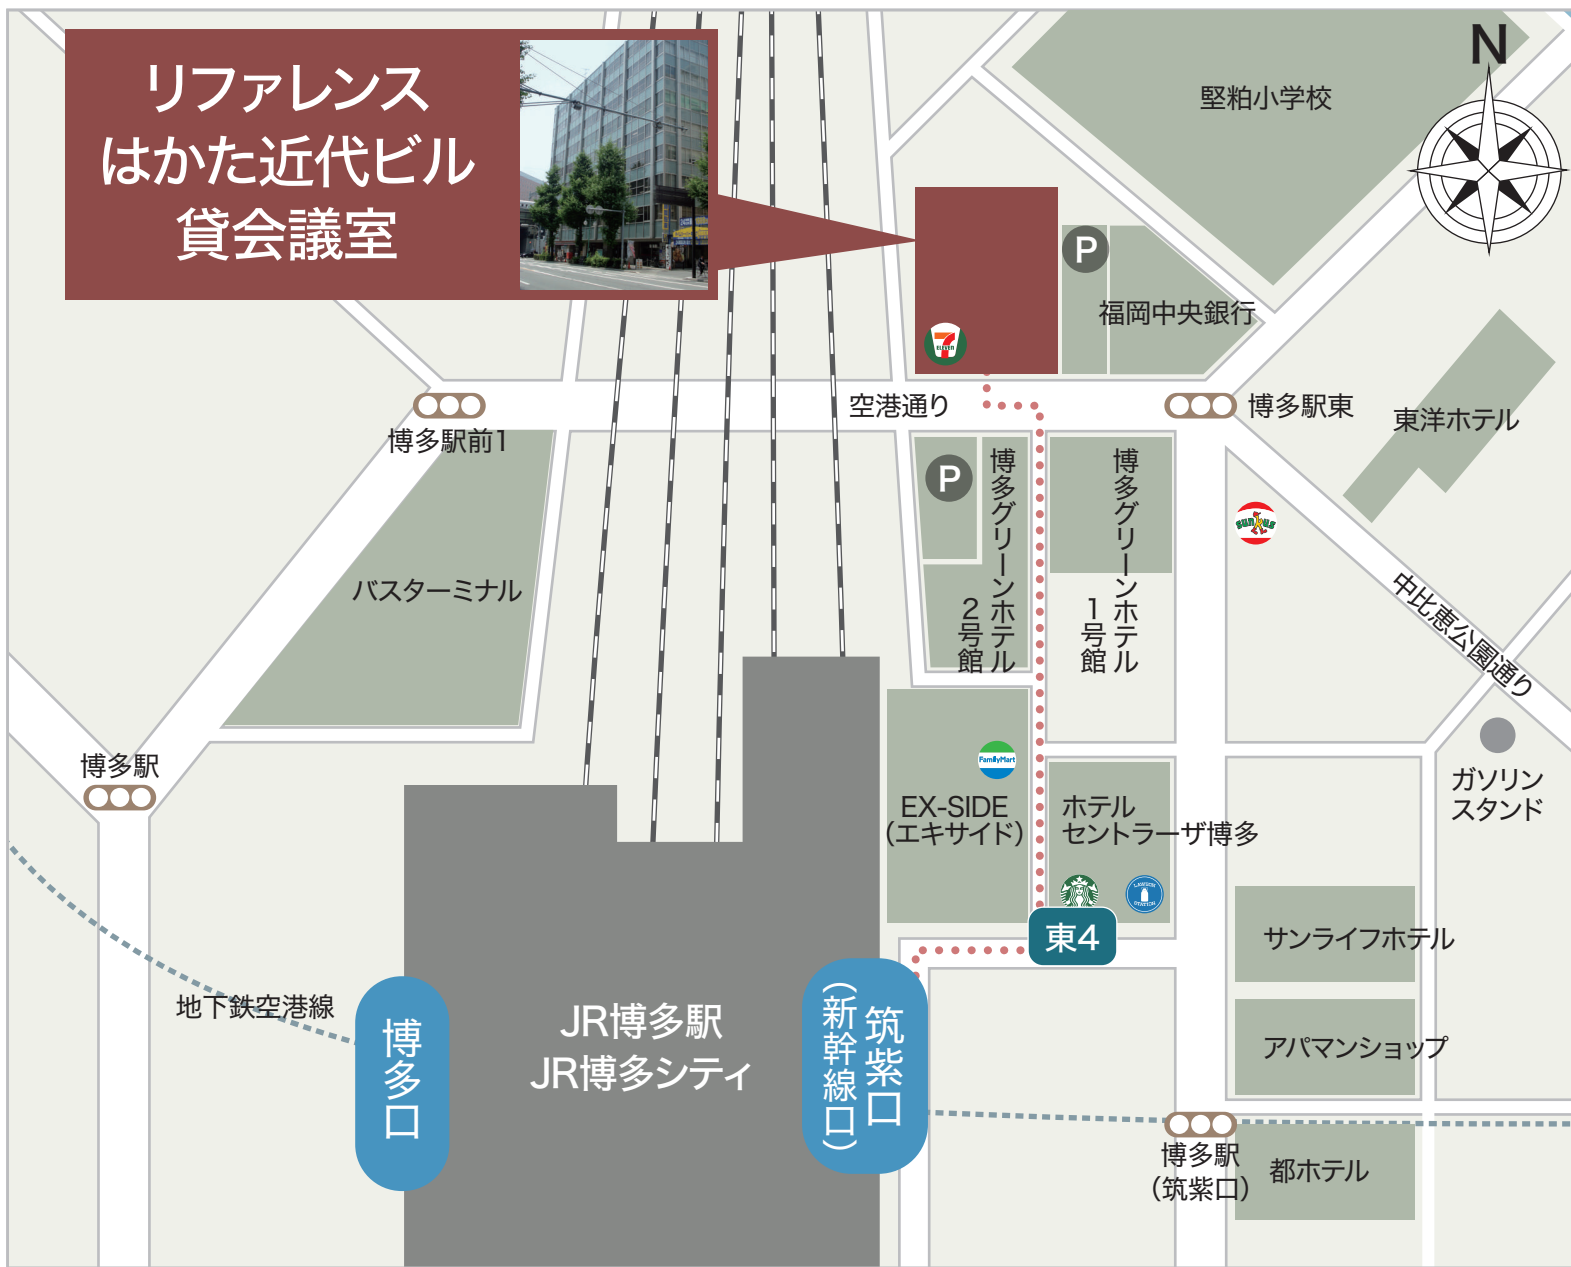 リファレンス
はかた近代ビル
貸会議室
N
堅粕小学校
P
福岡中央銀行
7
ELEVEN
空港通り
博多駅東
東洋ホテル
博多駅前1
P
博多グリーンホテル
2号館
博多グリーンホテル
1号館
sunkus
バスターミナル
中比恵公園通り
博多駅
FamilyMart
EX-SIDE
（エキサイド）
ホテル
セントラーザ博多
ガソリン
スタンド
LAWSON
STATION
東4
サンライフホテル
地下鉄空港線
博多口
JR博多駅
JR博多シティ
筑紫口
（新幹線口）
アパマンショップ
博多駅
（筑紫口）
都ホテル